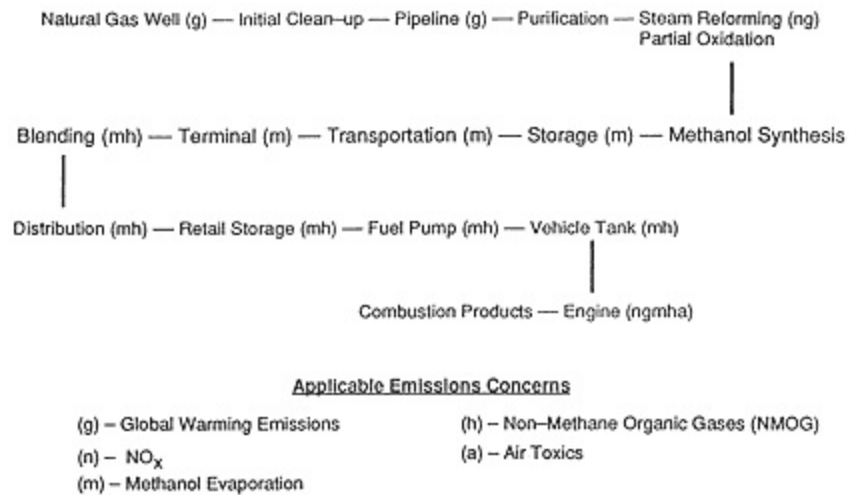 Natural Gas Well (g) — Initial Clean-up — Pipeline (g) — Purification — Steam Reforming (ng)
Partial Oxidation
Blending (mh) — Terminal (m) — Transportation (m) — Storage (m) — Methanol Synthesis
Distribution (mh) — Retail Storage (mh) — Fuel Pump (mh) — Vehicle Tank (mh)
Combustion Products — Engine (ngmha)
Applicable Emissions Concerns
(g) – Global Warming Emissions
(n) – NOx
(m) – Methanol Evaporation
(h) – Non-Methane Organic Gases (NMOG)
(a) – Air Toxics